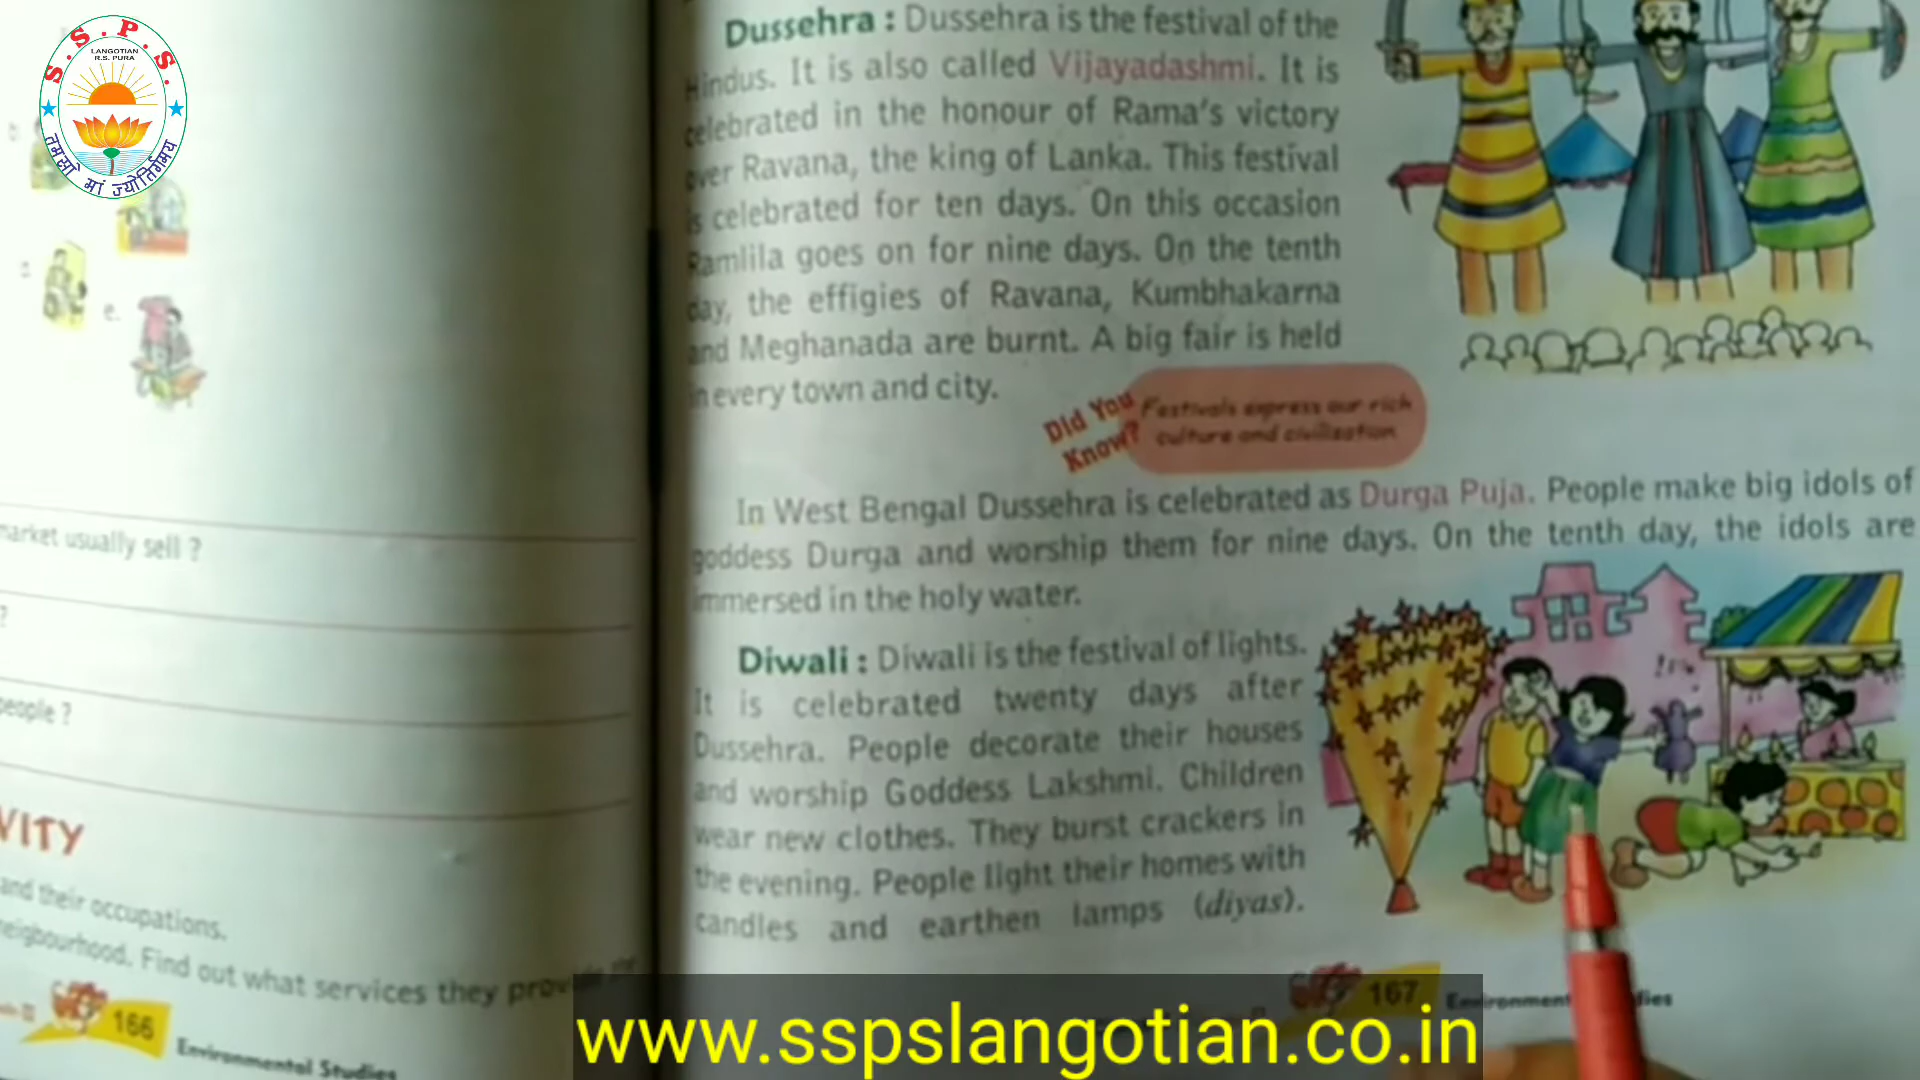 S.S.P.S.
LANGOTIAN
R.S. PURA
तमसो मां ज्योतिर्गमय
e.
market usually sell ?
?
people ?
VITY
and their occupations.
neigbourhood. Find out what services they provide
166
Environmental Studies
Dussehra : Dussehra is the festival of the
Hindus. It is also called Vijayadashmi. It is
celebrated in the honour of Rama's victory
over Ravana, the king of Lanka. This festival
is celebrated for ten days. On this occasion
Ramlila goes on for nine days. On the tenth
day, the effigies of Ravana, Kumbhakarna
and Meghanada are burnt. A big fair is held
in every town and city.
Did You
Know?
Festivals express our rich
culture and civilization
In West Bengal Dussehra is celebrated as Durga Puja. People make big idols of
goddess Durga and worship them for nine days. On the tenth day, the idols are
immersed in the holy water.
Diwali : Diwali is the festival of lights.
It is celebrated twenty days after
Dussehra. People decorate their houses
and worship Goddess Lakshmi. Children
wear new clothes. They burst crackers in
the evening. People light their homes with
candles and earthen lamps (diyas).
167
www.sspslangotian.co.in